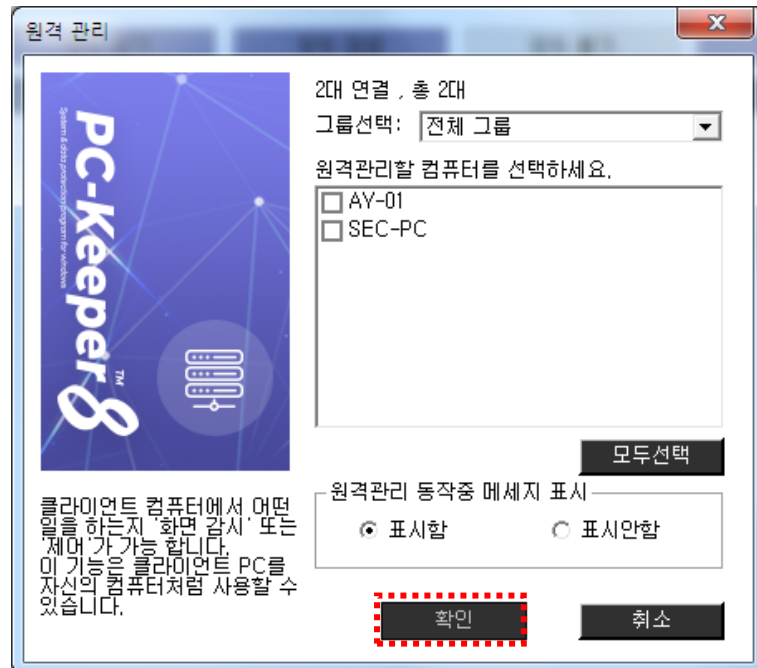 원격 관리
2대 연결 , 총 2대
그룹선택: 전체 그룹
원격관리할 컴퓨터를 선택하세요.
AY-01
SEC-PC
모두선택
원격관리 동작중 메세지 표시
표시함 표시안함
확인 취소
PC-Keeper 8 TM
System & data protection program for windows
클라이언트 컴퓨터에서 어떤
일을 하는지 '화면 감시' 또는
'제어'가 가능 합니다.
이 기능은 클라이언트 PC를
자신의 컴퓨터처럼 사용할 수
있습니다.